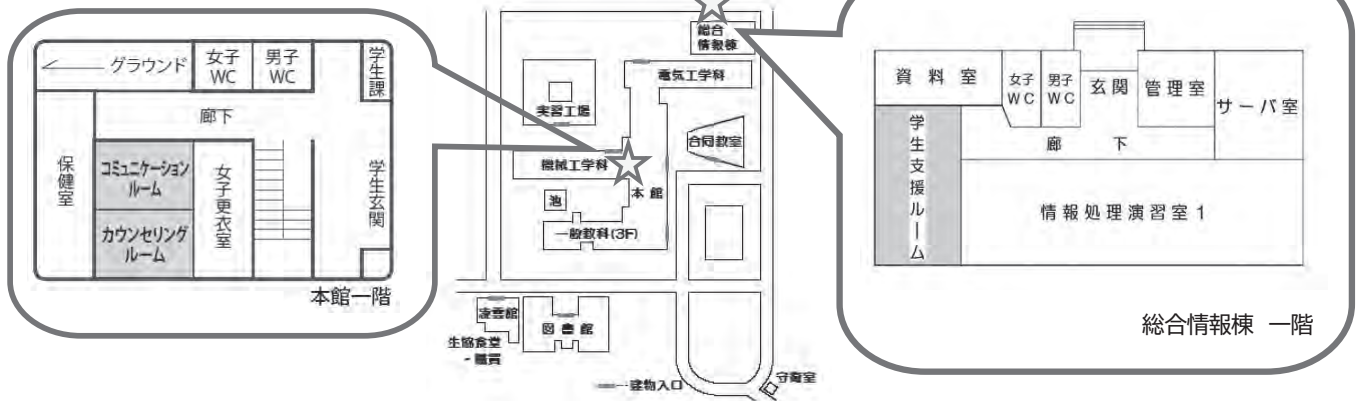 グラウンド
女子
WC
男子
WC
学生課
廊下
保健室
コミュニケーション
ルーム
カウンセリング
ルーム
女子更衣室
学生玄関
本館一階
総合
情報棟
電気工学科
実習工場
合同教室
機械工学科
本館
池
一般教科(3F)
凌雲館
生協食堂
・購買
図書館
建物入口
守衛室
資料室
女子
WC
男子
WC
玄関
管理室
サーバ室
学生支援ルーム
廊下
情報処理演習室1
総合情報棟 一階